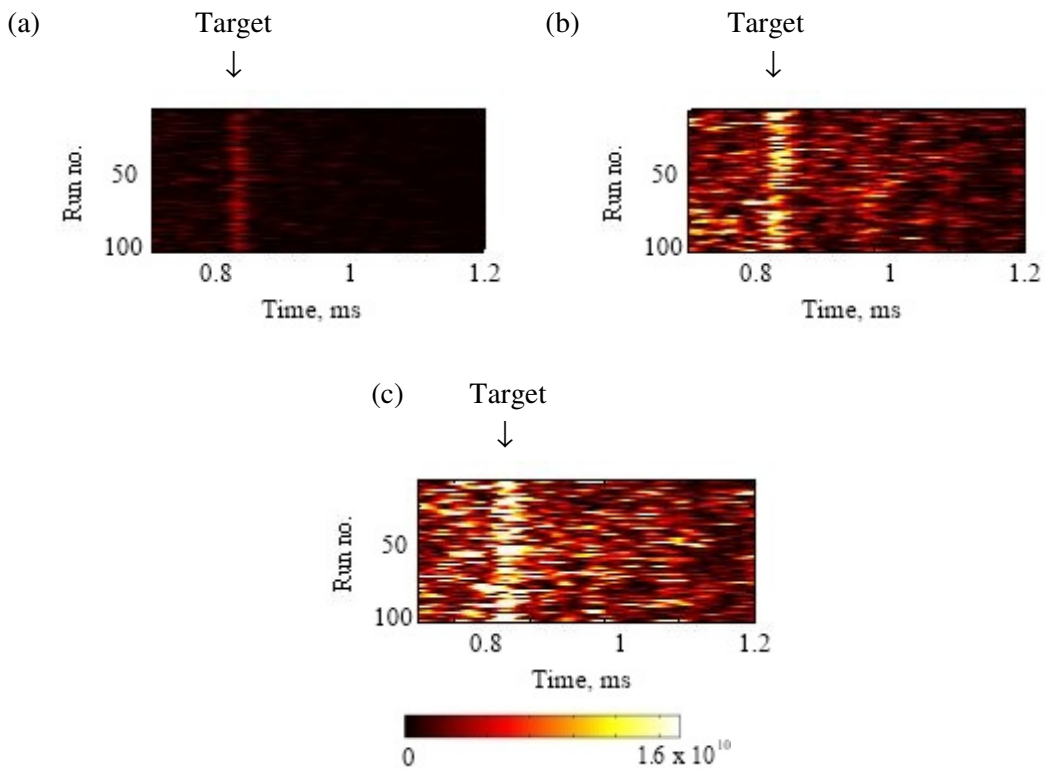 (a) Target
↓
Run no.
50
100
0.8 1 1.2
Time, ms
(b) Target
↓
Run no.
50
100
0.8 1 1.2
Time, ms
(c) Target
↓
Run no.
50
100
0.8 1 1.2
Time, ms
0 1.6 x 10¹⁰